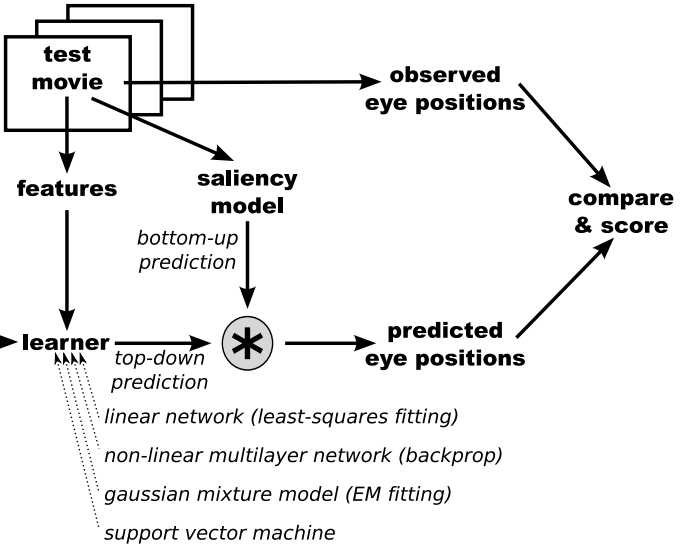 test
movie
observed
eye positions
features
saliency
model
compare
& score
bottom-up
prediction
learner
top-down
prediction
*
predicted
eye positions
linear network (least-squares fitting)
non-linear multilayer network (backprop)
gaussian mixture model (EM fitting)
support vector machine